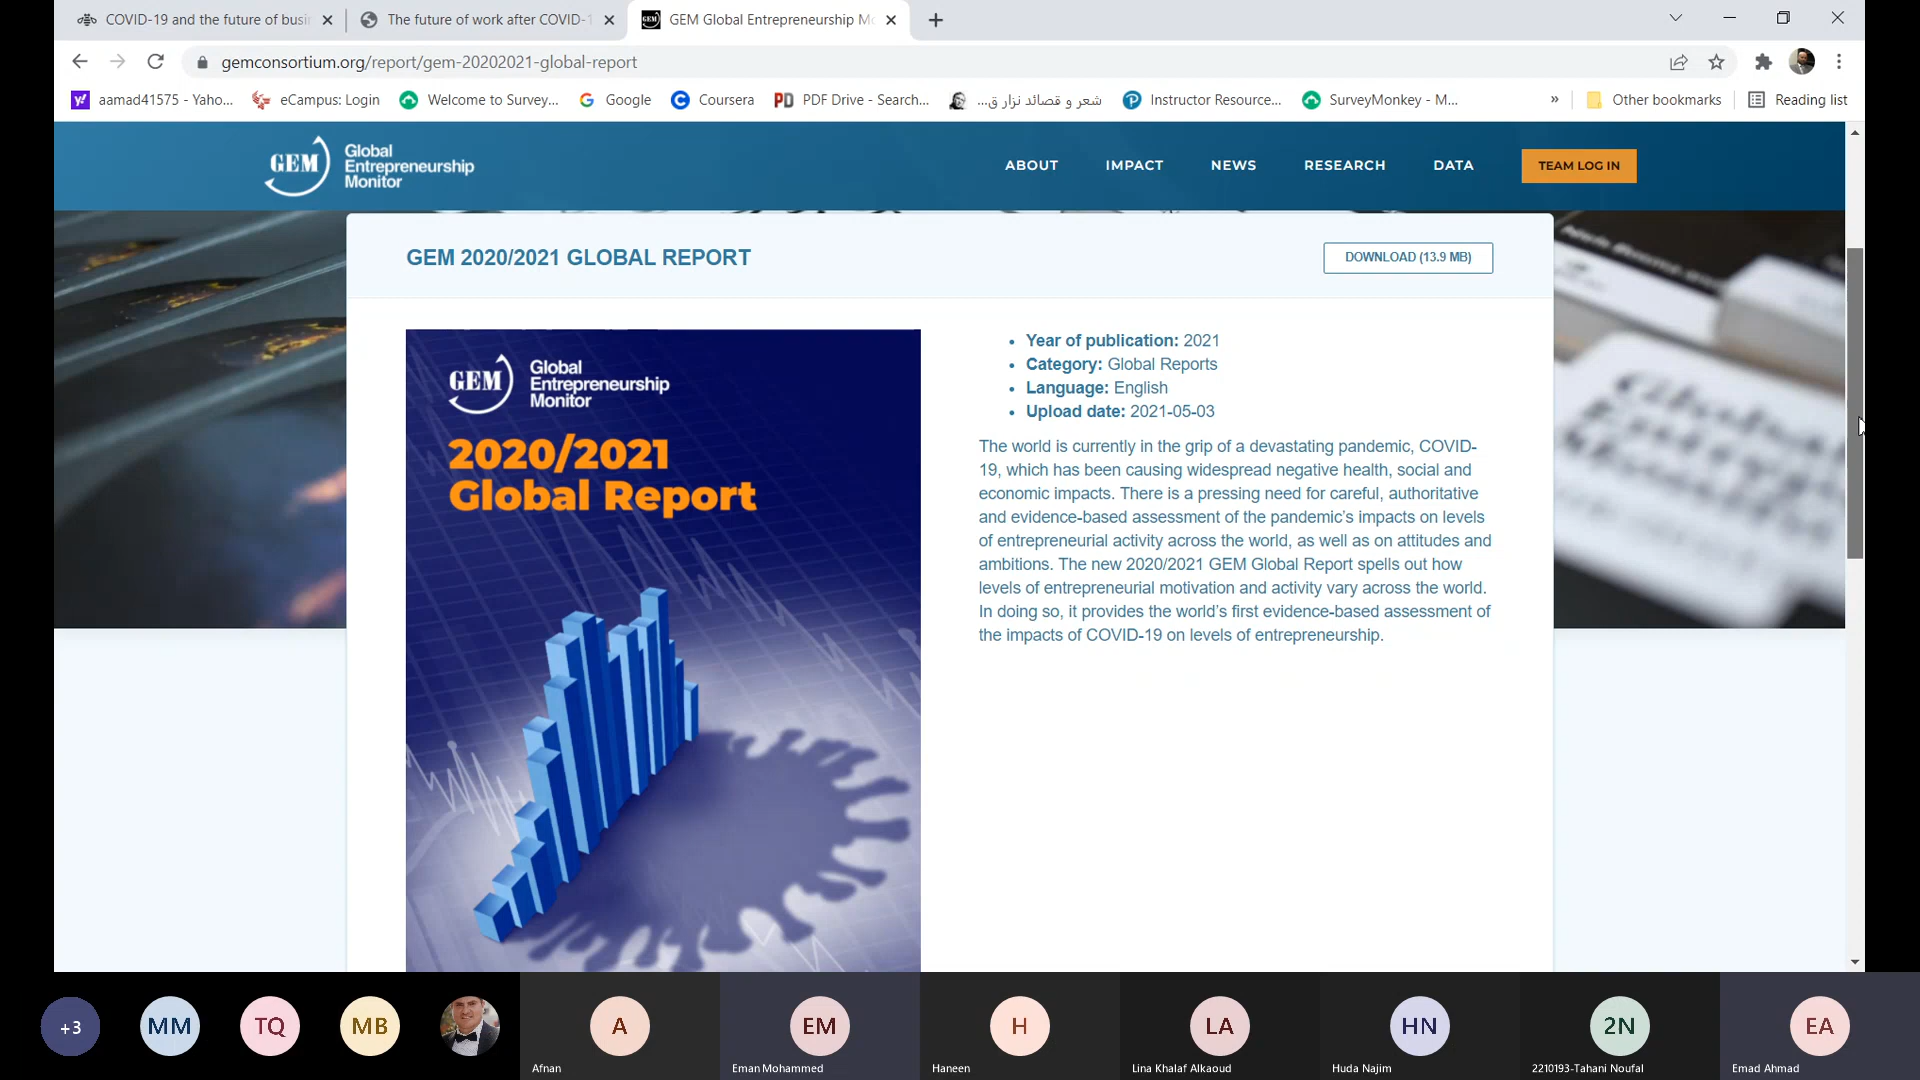 COVID-19 and the future of busi
The future of work after COVID-1
GEM GEM Global Entrepreneurship Mo
gemconsortium.org/report/gem-20202021-global-report
aamad41575 - Yaho...
eCampus: Login
Welcome to Survey...
Google
Coursera
PD PDF Drive - Search...
شعر و قصائد نزار ق...
Instructor Resource...
SurveyMonkey - M...
»
Other bookmarks
Reading list
GEM
Global
Entrepreneurship
Monitor
ABOUT
IMPACT
NEWS
RESEARCH
DATA
TEAM LOG IN
GEM 2020/2021 GLOBAL REPORT
DOWNLOAD (13.9 MB)
GEM
Global
Entrepreneurship
Monitor
2020/2021
Global Report
• Year of publication: 2021
• Category: Global Reports
• Language: English
• Upload date: 2021-05-03
The world is currently in the grip of a devastating pandemic, COVID-
19, which has been causing widespread negative health, social and
economic impacts. There is a pressing need for careful, authoritative
and evidence-based assessment of the pandemic's impacts on levels
of entrepreneurial activity across the world, as well as on attitudes and
ambitions. The new 2020/2021 GEM Global Report spells out how
levels of entrepreneurial motivation and activity vary across the world.
In doing so, it provides the world's first evidence-based assessment of
the impacts of COVID-19 on levels of entrepreneurship.
+3
MM
TQ
MB
A
Afnan
EM
Eman Mohammed
H
Haneen
LA
Lina Khalaf Alkaoud
HN
Huda Najim
2N
2210193-Tahani Noufal
EA
Emad Ahmad